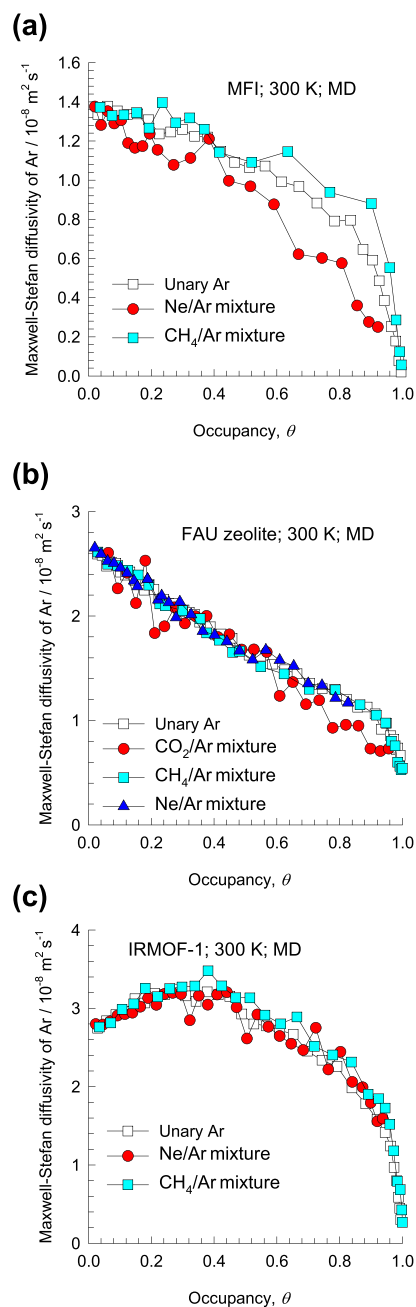 (a)
Maxwell-Stefan diffusivity of Ar / 10⁻⁸ m² s⁻¹
1.6
1.4
1.2
1.0
0.8
0.6
0.4
0.2
0.0
MFI; 300 K; MD
Unary Ar
Ne/Ar mixture
CH₄/Ar mixture
0.0 0.2 0.4 0.6 0.8 1.0
Occupancy, θ
(b)
Maxwell-Stefan diffusivity of Ar / 10⁻⁸ m² s⁻¹
3
2
1
0
FAU zeolite; 300 K; MD
Unary Ar
CO₂/Ar mixture
CH₄/Ar mixture
Ne/Ar mixture
0.0 0.2 0.4 0.6 0.8 1.0
Occupancy, θ
(c)
Maxwell-Stefan diffusivity of Ar / 10⁻⁸ m² s⁻¹
4
3
2
1
0
IRMOF-1; 300 K; MD
Unary Ar
Ne/Ar mixture
CH₄/Ar mixture
0.0 0.2 0.4 0.6 0.8 1.0
Occupancy, θ